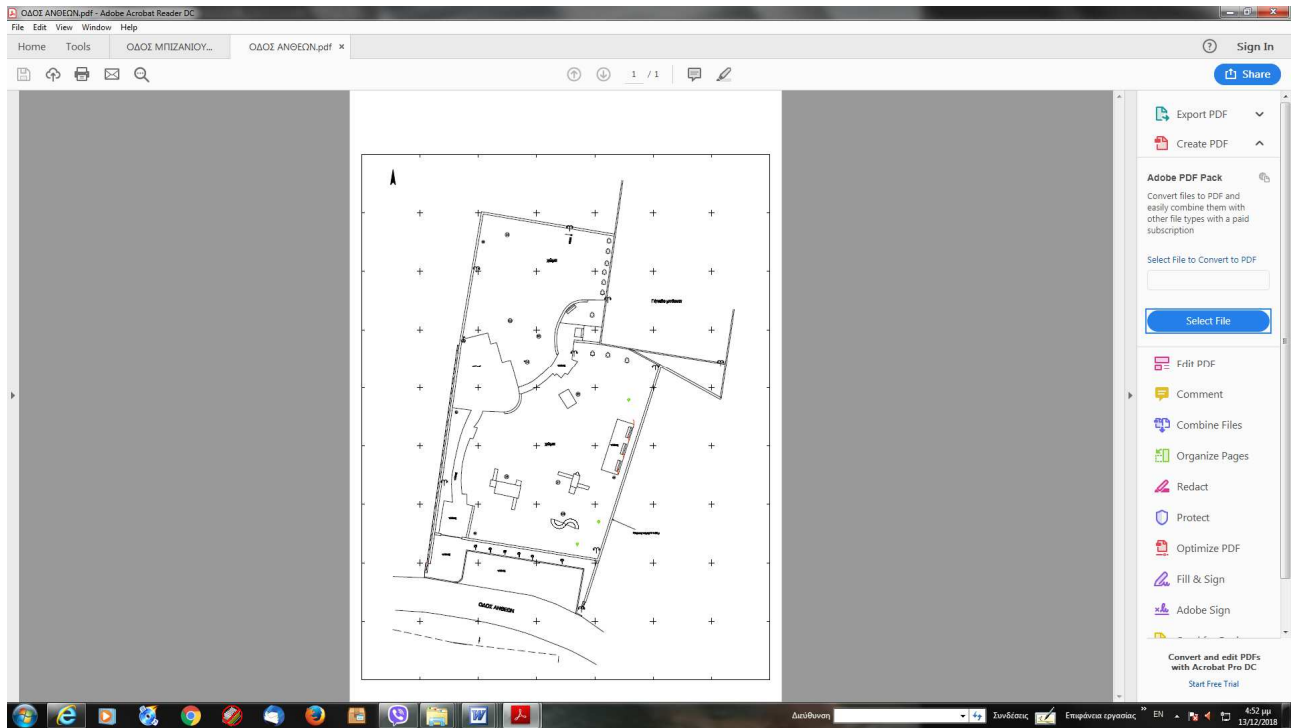 ΟΔΟΣ ΑΝΘΕΩΝ.pdf - Adobe Acrobat Reader DC
File Edit View Window Help
Home Tools ΟΔΟΣ ΜΠΙΖΑΝΙΟΥ... ΟΔΟΣ ΑΝΘΕΩΝ.pdf ×
? Sign In
1 / 1
Share
Export PDF
Create PDF
Adobe PDF Pack
Convert files to PDF and
easily combine them with
other file types with a paid
subscription
Select File to Convert to PDF
Select File
Edit PDF
Comment
Combine Files
Organize Pages
Redact
Protect
Optimize PDF
Fill & Sign
Adobe Sign
Convert and edit PDFs
with Acrobat Pro DC
Start Free Trial
χώμα
Γήπεδο μπάσκετ
χώμα
ΟΔΟΣ ΑΝΘΕΩΝ
Διεύθυνση
Συνδέσεις
Επιφάνεια εργασίας
EN
4:52 μμ
13/12/2018